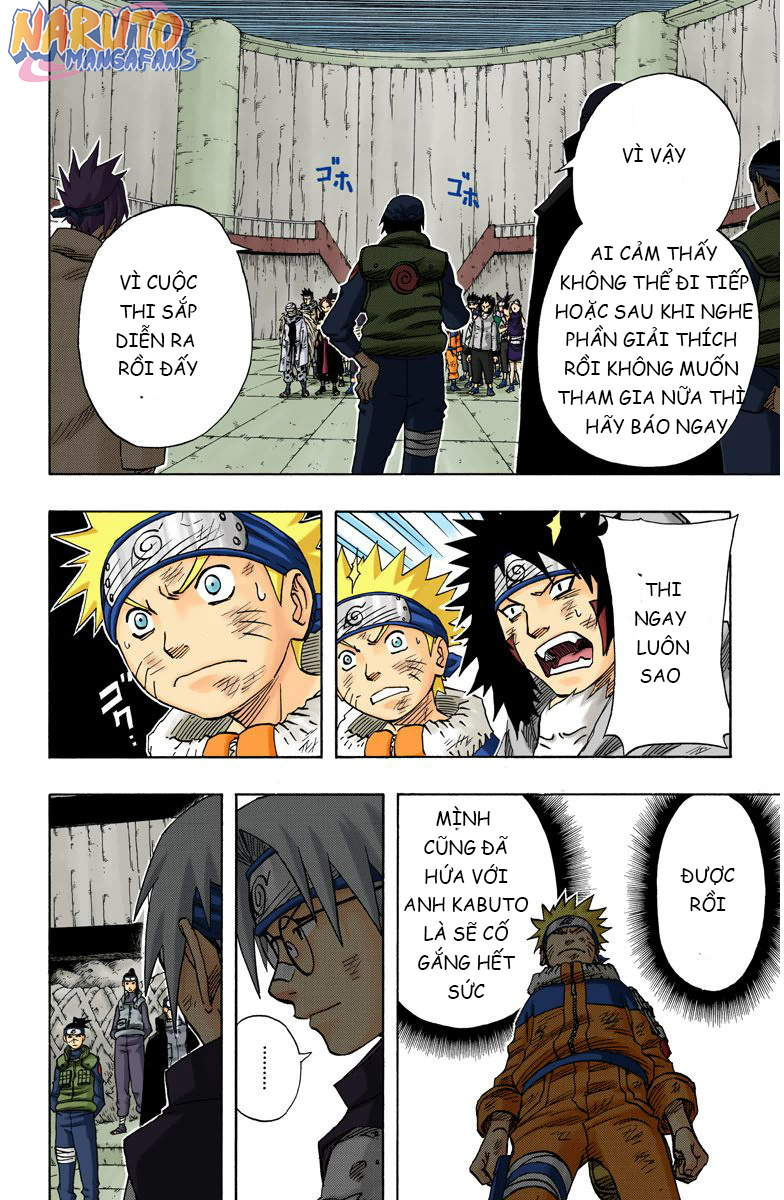 NARUTO
MANGAFANS
VÌ VẬY
AI CẢM THẤY
KHÔNG THỂ ĐI TIẾP
HOẶC SAU KHI NGHE
PHẦN GIẢI THÍCH
RỒI KHÔNG MUỐN
THAM GIA NỮA THÌ
HÃY BÁO NGAY
ゴホ
ゴホ
VÌ CUỘC
THI SẮP
DIỄN RA
RỒI ĐẤY
THI
NGAY
LUÔN
SAO
ゴク...
ĐƯỢC
RỒI
MÌNH
CŨNG ĐÃ
HỨA VỚI
ANH KABUTO
LÀ SẼ CỐ
GẮNG HẾT
SỨC
.........